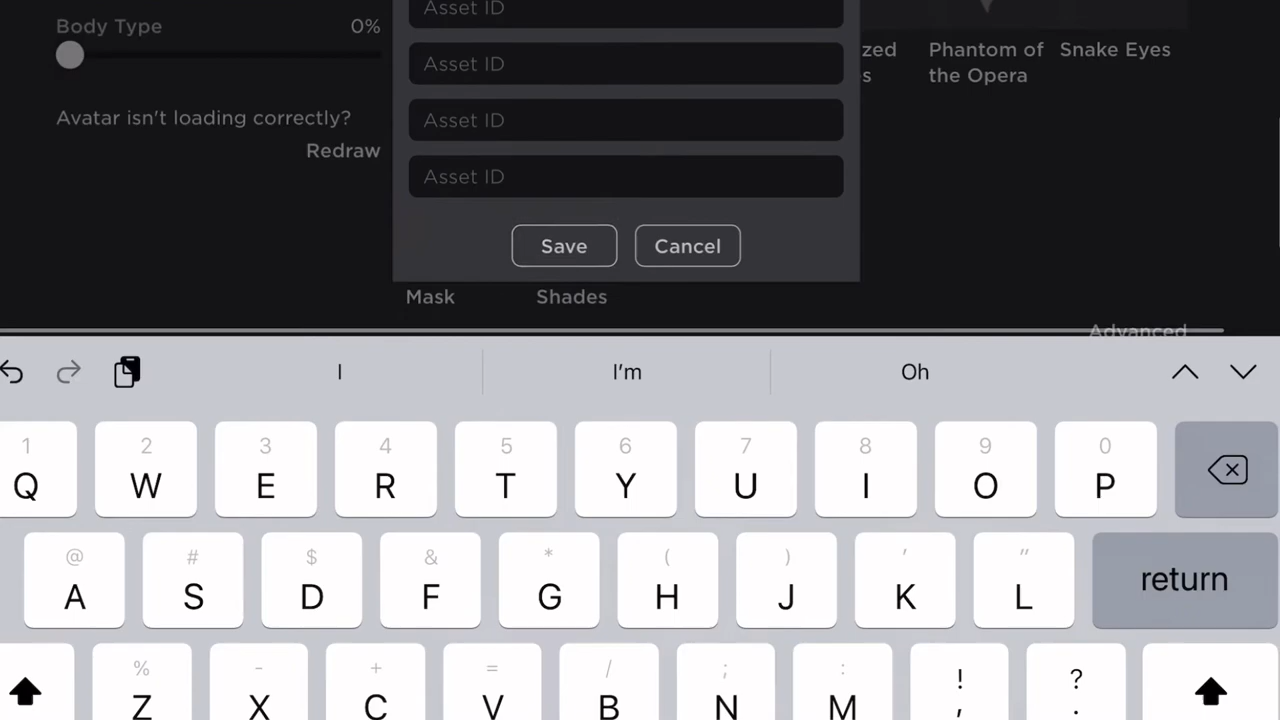 Asset ID
Body Type 0%
zed Phantom of Snake Eyes
s the Opera
Asset ID
Avatar isn't loading correctly?
Asset ID
Redraw
Asset ID
Save Cancel
Mask Shades
Advanced
I I'm Oh
1 2 3 4 5 6 7 8 9 0
Q W E R T Y U I O P
@ # $ & * ( ) ' "
A S D F G H J K L return
% - + = / ; : ! ?
Z X C V B N M , .